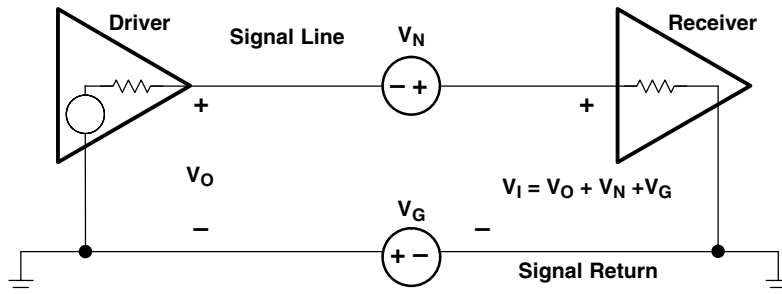 Driver
Receiver
Signal Line
V_N
− +
+
+
V_O
V_I = V_O + V_N +V_G
V_G
−
+ −
−
Signal Return